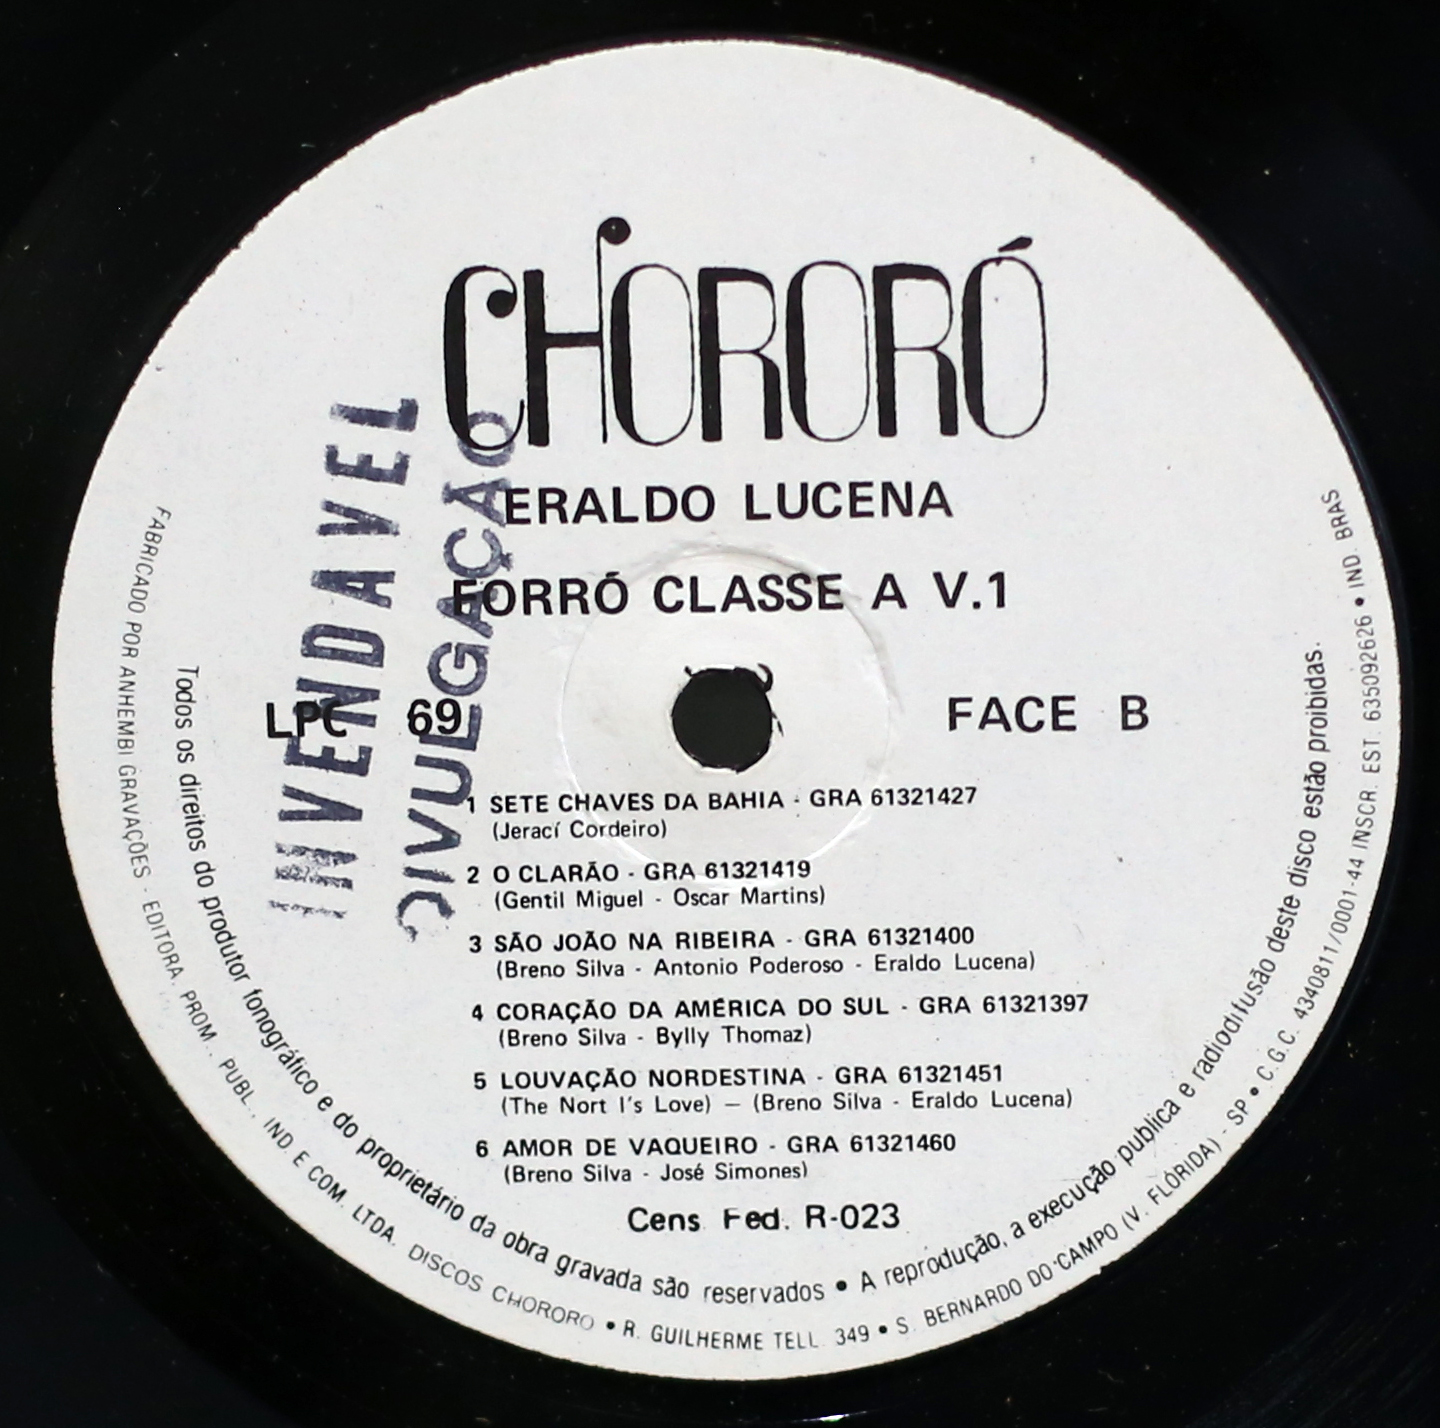 CHORORÓ
ERALDO LUCENA
FORRÓ CLASSE A V.1
LPC 69
FACE B
INVENDAVEL
DIVULGAÇÃO
1 SETE CHAVES DA BAHIA - GRA 61321427
(Jerací Cordeiro)
2 O CLARÃO - GRA 61321419
(Gentil Miguel - Oscar Martins)
3 SÃO JOÃO NA RIBEIRA - GRA 61321400
(Breno Silva - Antonio Poderoso - Eraldo Lucena)
4 CORAÇÃO DA AMÉRICA DO SUL - GRA 61321397
(Breno Silva - Bylly Thomaz)
5 LOUVAÇÃO NORDESTINA - GRA 61321451
(The Nort I's Love) — (Breno Silva - Eraldo Lucena)
6 AMOR DE VAQUEIRO - GRA 61321460
(Breno Silva - José Simones)
Cens. Fed. R-023
Todos os direitos do produtor fonográfico e do proprietário da obra gravada são reservados • A reprodução, a execução publica e radiodifusão deste disco estão proibidas.
FABRICADO POR ANHEMBI GRAVAÇÕES - EDITORA, PROM., PUBL., IND. E COM. LTDA. DISCOS CHORORO • R. GUILHERME TELL, 349 • S. BERNARDO DO CAMPO (V. FLÓRIDA) - SP • C.G.C. 4340811/0001-44 INSCR. EST. 635092626 • IND. BRAS